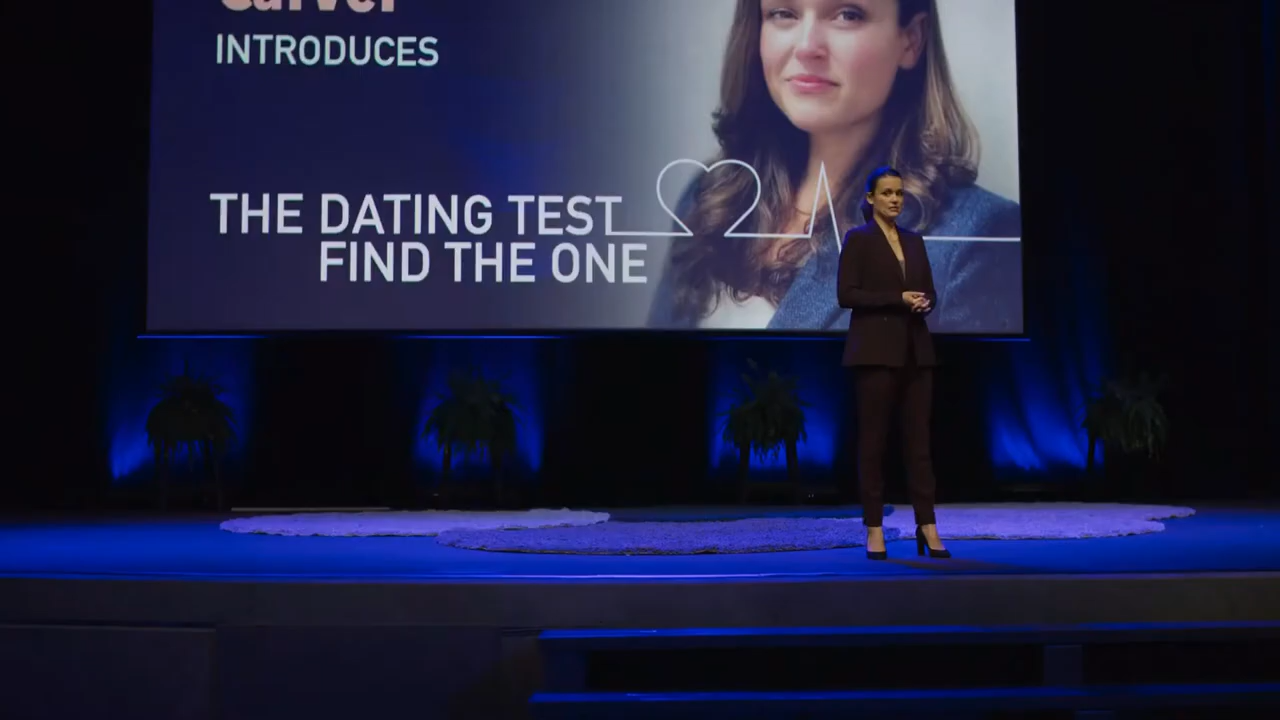 INTRODUCES
THE DATING TEST
FIND THE ONE